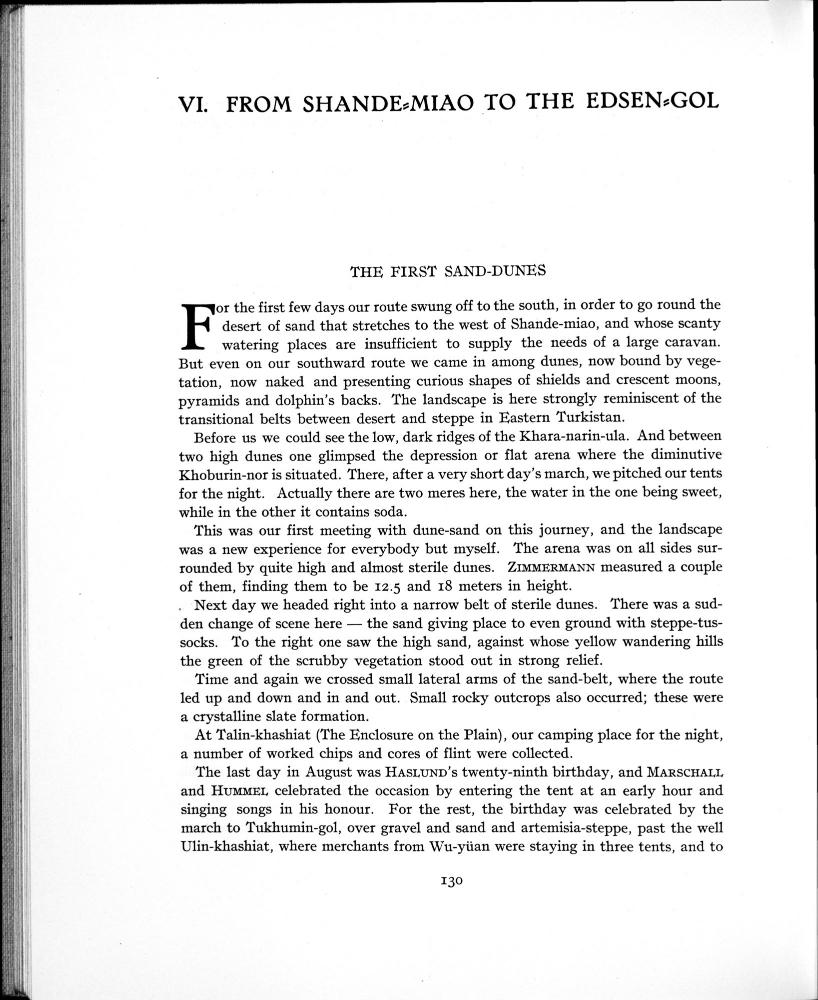 VI. FROM SHANDE-MIAO TO THE EDSEN-GOL
THE FIRST SAND-DUNES
For the first few days our route swung off to the south, in order to go round the
desert of sand that stretches to the west of Shande-miao, and whose scanty
watering places are insufficient to supply the needs of a large caravan.
But even on our southward route we came in among dunes, now bound by vege-
tation, now naked and presenting curious shapes of shields and crescent moons,
pyramids and dolphin's backs. The landscape is here strongly reminiscent of the
transitional belts between desert and steppe in Eastern Turkistan.
Before us we could see the low, dark ridges of the Khara-narin-ula. And between
two high dunes one glimpsed the depression or flat arena where the diminutive
Khoburin-nor is situated. There, after a very short day's march, we pitched our tents
for the night. Actually there are two meres here, the water in the one being sweet,
while in the other it contains soda.
This was our first meeting with dune-sand on this journey, and the landscape
was a new experience for everybody but myself. The arena was on all sides sur-
rounded by quite high and almost sterile dunes. ZIMMERMANN measured a couple
of them, finding them to be 12.5 and 18 meters in height.
Next day we headed right into a narrow belt of sterile dunes. There was a sud-
den change of scene here — the sand giving place to even ground with steppe-tus-
socks. To the right one saw the high sand, against whose yellow wandering hills
the green of the scrubby vegetation stood out in strong relief.
Time and again we crossed small lateral arms of the sand-belt, where the route
led up and down and in and out. Small rocky outcrops also occurred; these were
a crystalline slate formation.
At Talin-khashiat (The Enclosure on the Plain), our camping place for the night,
a number of worked chips and cores of flint were collected.
The last day in August was HASLUND's twenty-ninth birthday, and MARSCHALL
and HUMMEL celebrated the occasion by entering the tent at an early hour and
singing songs in his honour. For the rest, the birthday was celebrated by the
march to Tukhumin-gol, over gravel and sand and artemisia-steppe, past the well
Ulin-khashiat, where merchants from Wu-yüan were staying in three tents, and to
130